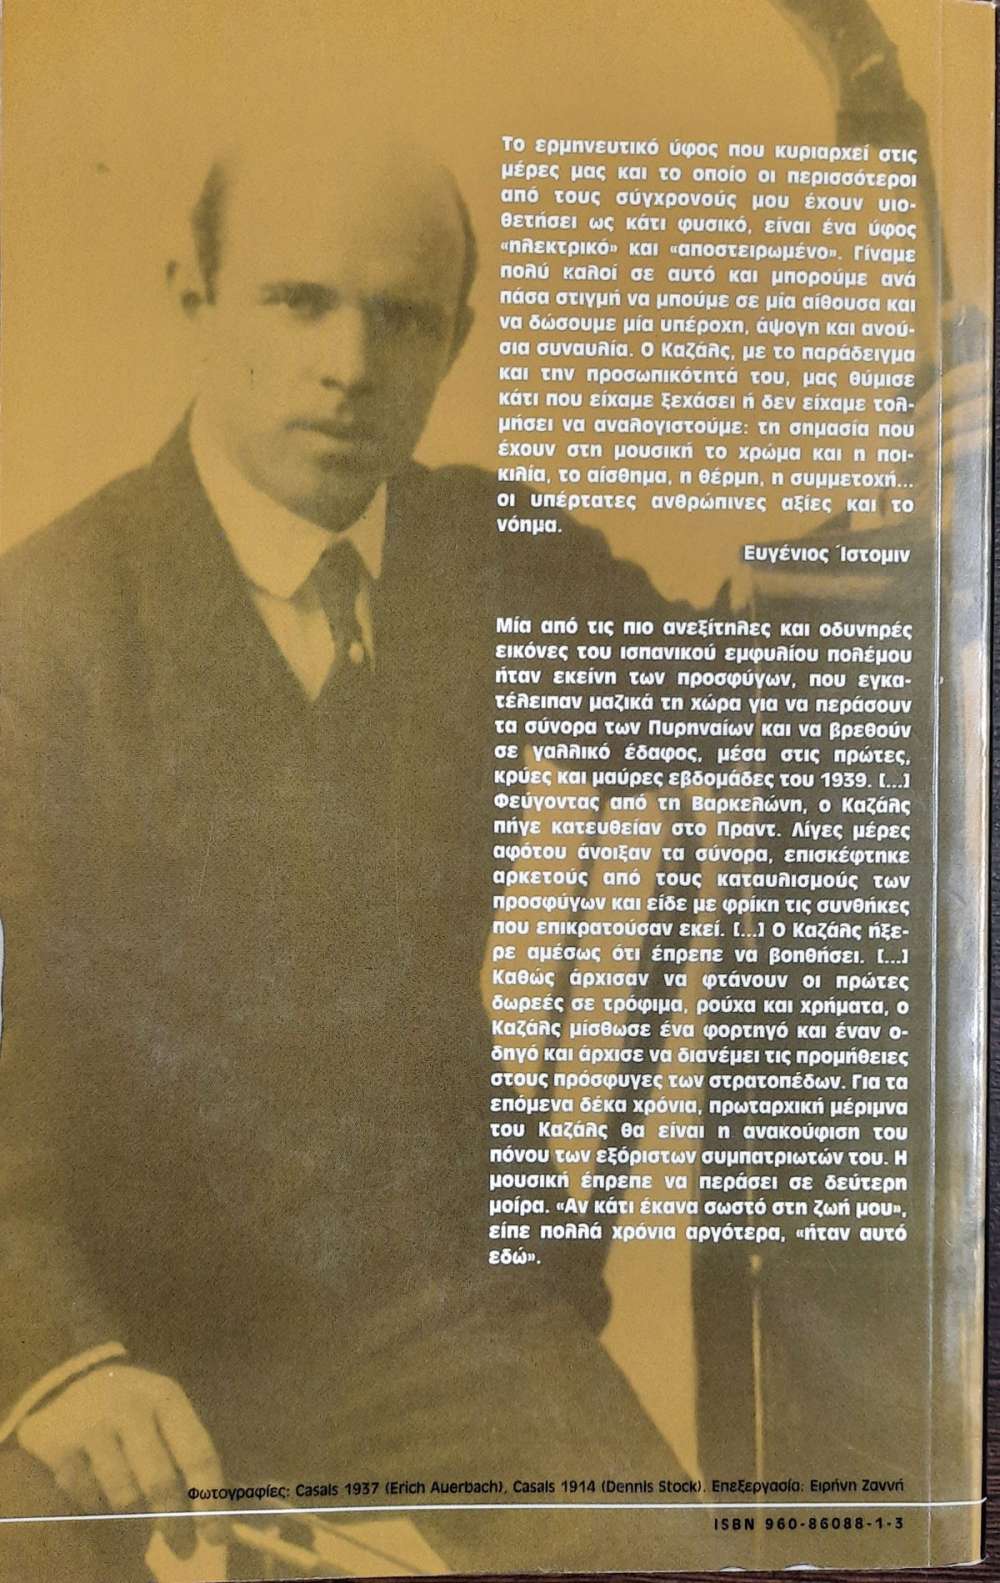 Το ερμηνευτικό ύφος που κυριαρχεί στις
μέρες μας και το οποίο οι περισσότεροι
από τους σύγχρονούς μου έχουν υιο-
θετήσει ως κάτι φυσικό, είναι ένα ύφος
«ηλεκτρικό» και «αποστειρωμένο». Γίναμε
πολύ καλοί σε αυτό και μπορούμε ανά
πάσα στιγμή να μπούμε σε μία αίθουσα και
να δώσουμε μία υπέροχη, άψογη και ανού-
σια συναυλία. Ο Καζάλς, με το παράδειγμα
και την προσωπικότητά του, μας θύμισε
κάτι που είχαμε ξεχάσει ή δεν είχαμε τολ-
μήσει να αναλογιστούμε: τη σημασία που
έχουν στη μουσική το χρώμα και η ποι-
κιλία, το αίσθημα, η θέρμη, η συμμετοχή...
οι υπέρτατες ανθρώπινες αξίες και το
νόημα.
Ευγένιος Ίστομιν
Μία από τις πιο ανεξίτηλες και οδυνηρές
εικόνες του ισπανικού εμφυλίου πολέμου
ήταν εκείνη των προσφύγων, που εγκα-
τέλειπαν μαζικά τη χώρα για να περάσουν
τα σύνορα των Πυρηναίων και να βρεθούν
σε γαλλικό έδαφος, μέσα στις πρώτες,
κρύες και μαύρες εβδομάδες του 1939. [...]
Φεύγοντας από τη Βαρκελώνη, ο Καζάλς
πήγε κατευθείαν στο Πραντ. Λίγες μέρες
αφότου άνοιξαν τα σύνορα, επισκέφτηκε
αρκετούς από τους καταυλισμούς των
προσφύγων και είδε με φρίκη τις συνθήκες
που επικρατούσαν εκεί. [...] Ο Καζάλς ήξε-
ρε αμέσως ότι έπρεπε να βοηθήσει. [...]
Καθώς άρχισαν να φτάνουν οι πρώτες
δωρεές σε τρόφιμα, ρούχα και χρήματα, ο
Καζάλς μίσθωσε ένα φορτηγό και έναν ο-
δηγό και άρχισε να διανέμει τις προμήθειες
στους πρόσφυγες των στρατοπέδων. Για τα
επόμενα δέκα χρόνια, πρωταρχική μέριμνα
του Καζάλς θα είναι η ανακούφιση του
πόνου των εξόριστων συμπατριωτών του. Η
μουσική έπρεπε να περάσει σε δεύτερη
μοίρα. «Αν κάτι έκανα σωστό στη ζωή μου»,
είπε πολλά χρόνια αργότερα, «ήταν αυτό
εδώ».
Φωτογραφίες: Casals 1937 (Erich Auerbach), Casals 1914 (Dennis Stock). Επεξεργασία: Ειρήνη Ζαννή
ISBN 960-86088-1-3